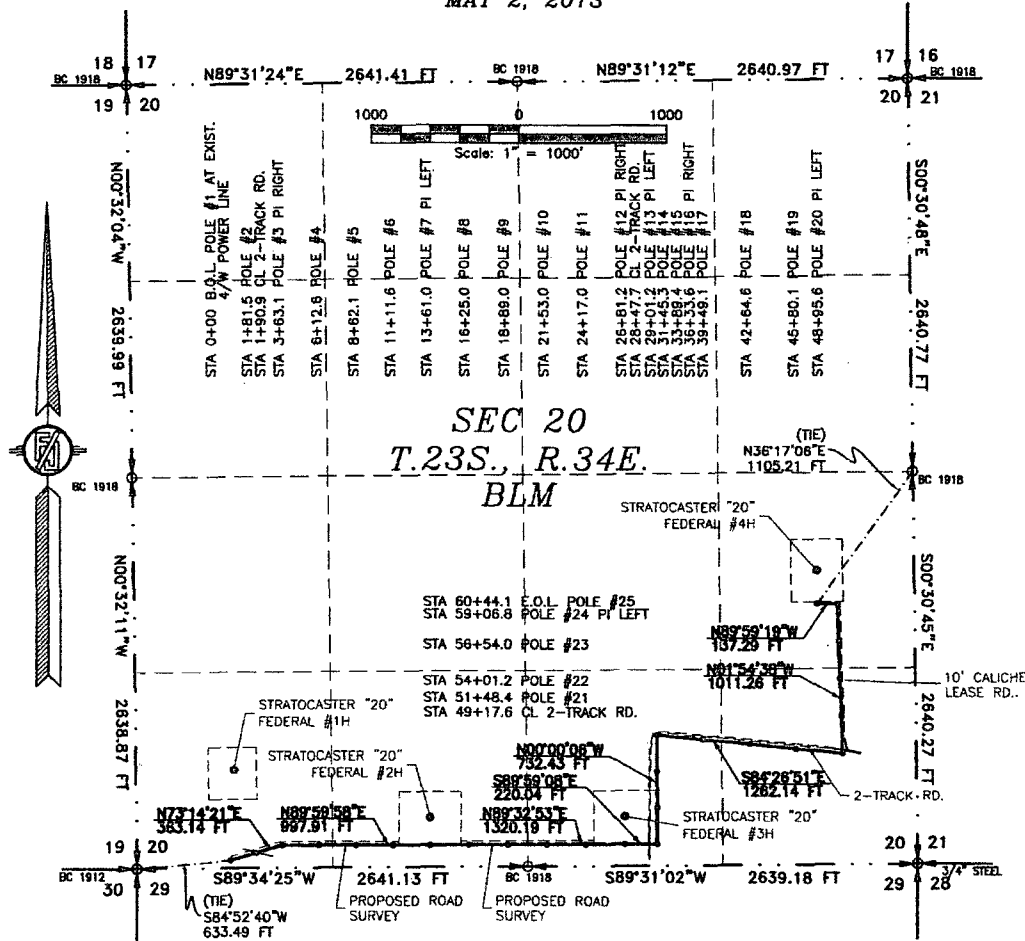 MAY 2, 2073
18 17
BC 1918
19 20
N89°31'24"E 2641.41 FT
BC 1918
N89°31'12"E 2640.97 FT
17 16
BC 1918
20 21
1000 0 1000
Scale: 1" = 1000'
STA 0+00 B.O.L. POLE #1 AT EXIST.
4/W POWER LINE
STA 1+81.5 POLE #2
STA 1+90.9 CL 2-TRACK RD.
STA 3+63.1 POLE #3 PI RIGHT
STA 6+12.6 POLE #4
STA 8+62.1 POLE #5
STA 11+11.6 POLE #6
STA 13+61.0 POLE #7 PI LEFT
STA 16+25.0 POLE #8
STA 18+89.0 POLE #9
STA 21+53.0 POLE #10
STA 24+17.0 POLE #11
STA 26+81.2 POLE #12 PI RIGHT
STA 28+47.7 CL 2-TRACK RD.
STA 29+01.2 POLE #13 PI LEFT
STA 31+45.3 POLE #14
STA 33+89.4 POLE #15
STA 36+33.6 POLE #16 PI RIGHT
STA 39+49.1 POLE #17
STA 42+64.6 POLE #18
STA 45+80.1 POLE #19
STA 48+95.6 POLE #20 PI LEFT
N00°32'04"W 2639.99 FT
S00°30'48"E 2640.77 FT
SEC 20
T.23S., R.34E.
BLM
BC 1918
(TIE)
N36°17'06"E
1105.21 FT
BC 1918
STRATOCASTER "20"
FEDERAL #4H
STA 60+44.1 E.O.L. POLE #25
STA 59+06.8 POLE #24 PI LEFT
STA 56+54.0 POLE #23
STA 54+01.2 POLE #22
STA 51+48.4 POLE #21
STA 49+17.6 CL 2-TRACK RD.
N89°59'19"W
137.29 FT
N01°54'38"W
1011.26 FT
10' CALICHE
LEASE RD..
N00°32'11"W 2638.87 FT
S00°30'45"E 2640.27 FT
STRATOCASTER "20"
FEDERAL #1H
STRATOCASTER "20"
FEDERAL #2H
N00°00'06"W
732.43 FT
S89°59'08"E
220.04 FT
S84°26'51"E
1262.14 FT
2-TRACK RD.
N73°14'21"E
363.14 FT
N89°59'58"E
997.91 FT
N89°32'53"E
1320.19 FT
STRATOCASTER "20"
FEDERAL #3H
19 20
BC 1912
30 29
S89°34'25"W 2641.13 FT
BC 1918
S89°31'02"W 2639.18 FT
20 21
3/4" STEEL
29 28
(TIE)
S84°52'40"W
633.49 FT
PROPOSED ROAD
SURVEY
PROPOSED ROAD
SURVEY